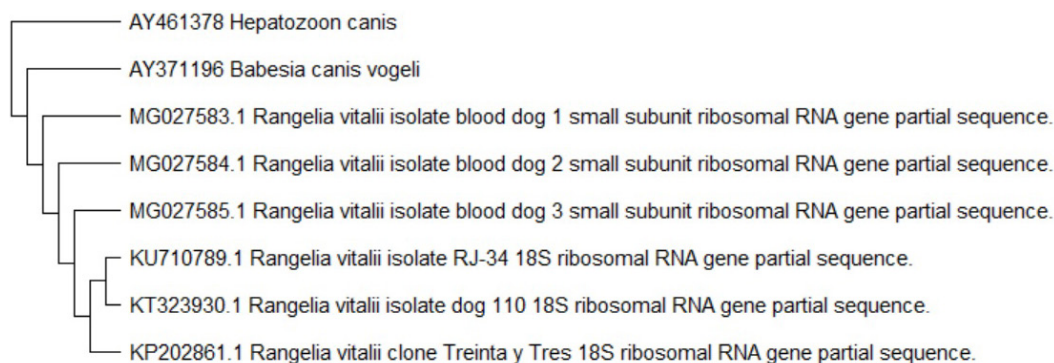 AY461378 Hepatozoon canis
AY371196 Babesia canis vogeli
MG027583.1 Rangelia vitalii isolate blood dog 1 small subunit ribosomal RNA gene partial sequence.
MG027584.1 Rangelia vitalii isolate blood dog 2 small subunit ribosomal RNA gene partial sequence.
MG027585.1 Rangelia vitalii isolate blood dog 3 small subunit ribosomal RNA gene partial sequence.
KU710789.1 Rangelia vitalii isolate RJ-34 18S ribosomal RNA gene partial sequence.
KT323930.1 Rangelia vitalii isolate dog 110 18S ribosomal RNA gene partial sequence.
KP202861.1 Rangelia vitalii clone Treinta y Tres 18S ribosomal RNA gene partial sequence.